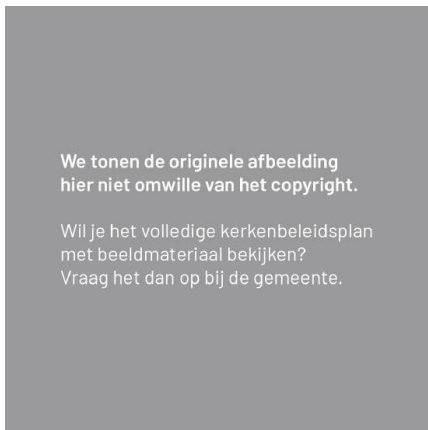 We tonen de originele afbeelding
hier niet omwille van het copyright.
Wil je het volledige kerkenbeleidsplan
met beeldmateriaal bekijken?
Vraag het dan op bij de gemeente.